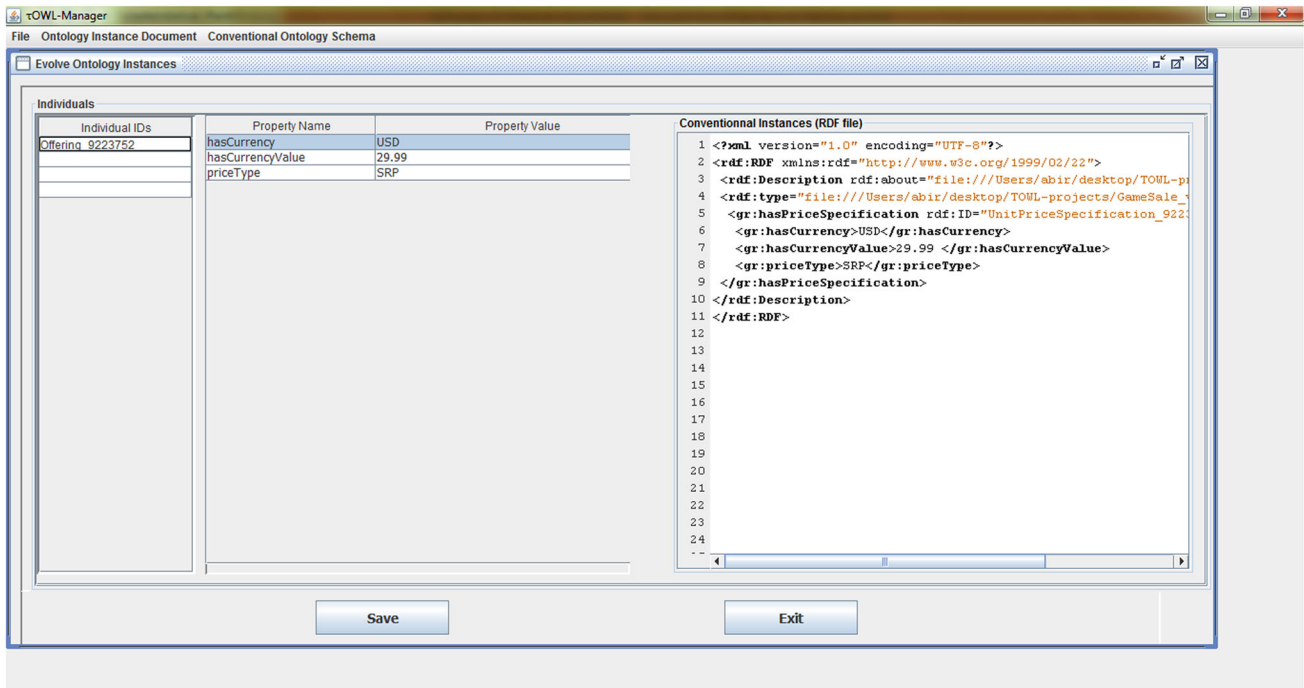 τOWL-Manager
File Ontology Instance Document Conventional Ontology Schema
Evolve Ontology Instances
Individuals
Individual IDs
Offering_9223752
Property Name Property Value
hasCurrency USD
hasCurrencyValue 29.99
priceType SRP
Conventionnal Instances (RDF file)
1 <?xml version="1.0" encoding="UTF-8"?>
2 <rdf:RDF xmlns:rdf="http://www.w3c.org/1999/02/22">
3 <rdf:Description rdf:about="file:///Users/abir/desktop/TOWL-p
4 <rdf:type="file:///Users/abir/desktop/TOWL-projects/GameSale_
5 <gr:hasPriceSpecification rdf:ID="UnitPriceSpecification_922
6 <gr:hasCurrency>USD</gr:hasCurrency>
7 <gr:hasCurrencyValue>29.99 </gr:hasCurrencyValue>
8 <gr:priceType>SRP</gr:priceType>
9 </gr:hasPriceSpecification>
10 </rdf:Description>
11 </rdf:RDF>
12
13
14
15
16
17
18
19
20
21
22
23
24
Save Exit